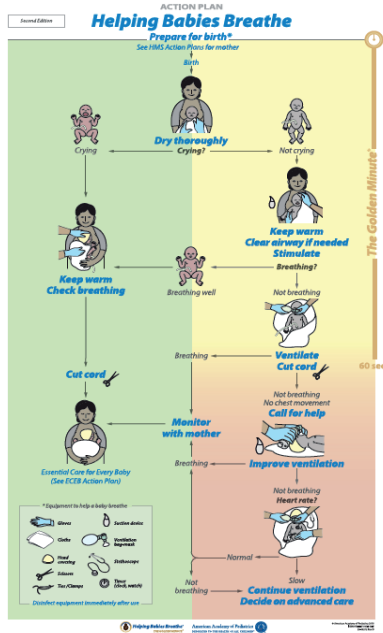 ACTION PLAN
Second Edition
Helping Babies Breathe
Prepare for birth*
See HMS Action Plans for mother
Birth
Dry thoroughly
Crying
Crying?
Not crying
The Golden Minute
Keep warm
Clear airway if needed
Stimulate
Breathing?
Keep warm
Check breathing
Breathing well
Not breathing
Breathing
Ventilate
Cut cord
60 sec
Cut cord
Not breathing
No chest movement
Call for help
Monitor
with mother
Essential Care for Every Baby
(See ECEB Action Plan)
Breathing
Improve ventilation
Not breathing
Heart rate?
* Equipment to help a baby breathe
Gloves
Suction device
Cloths
Ventilation
bag-mask
Head
covering
Scissors
Stethoscope
Ties/Clamps
Timer
(clock, watch)
Disinfect equipment immediately after use
Normal
Not
breathing
Slow
Continue ventilation
Decide on advanced care
Helping Babies Breathe
American Academy of Pediatrics